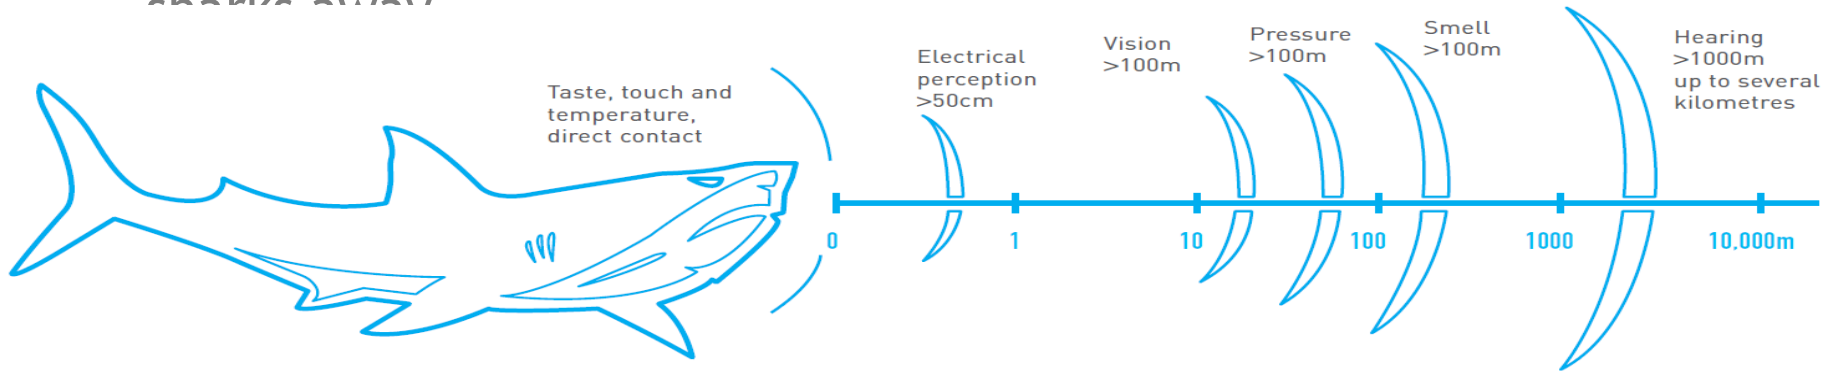 Taste, touch and
temperature,
direct contact
Electrical
perception
>50cm
Vision
>100m
Pressure
>100m
Smell
>100m
Hearing
>1000m
up to several
kilometres
0
1
10
100
1000
10.000m